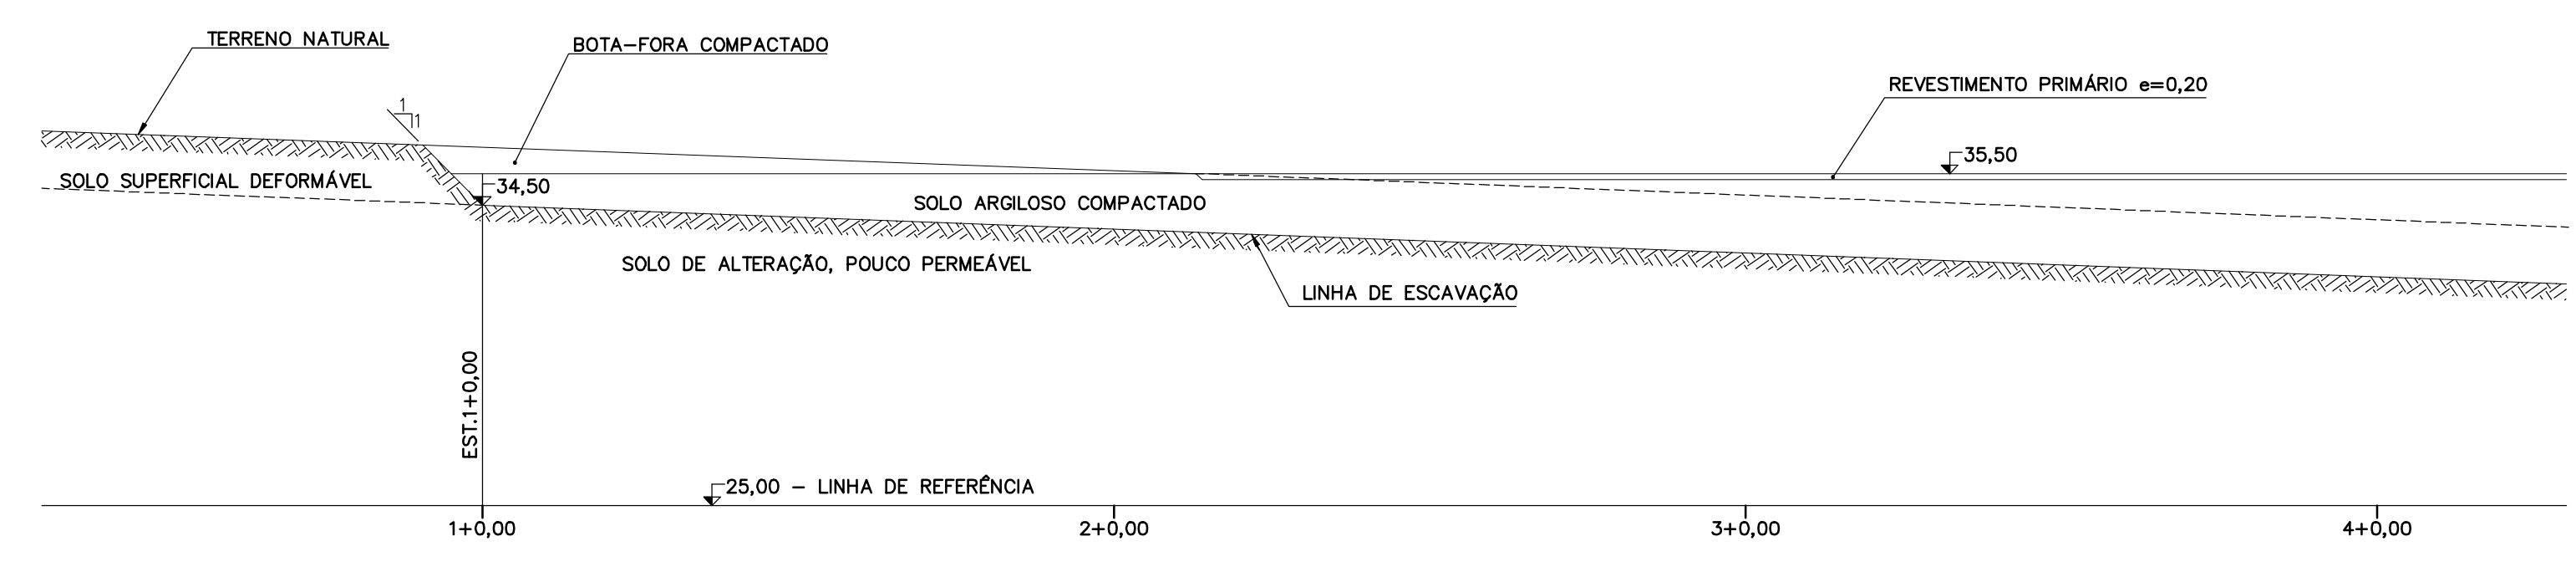 TERRENO NATURAL
BOTA-FORA COMPACTADO
REVESTIMENTO PRIMÁRIO e=0,20
1
1
35,50
SOLO SUPERFICIAL DEFORMÁVEL
34,50
SOLO ARGILOSO COMPACTADO
SOLO DE ALTERAÇÃO, POUCO PERMEÁVEL
LINHA DE ESCAVAÇÃO
EST.1+0,00
25,00 - LINHA DE REFERÊNCIA
1+0,00
2+0,00
3+0,00
4+0,00